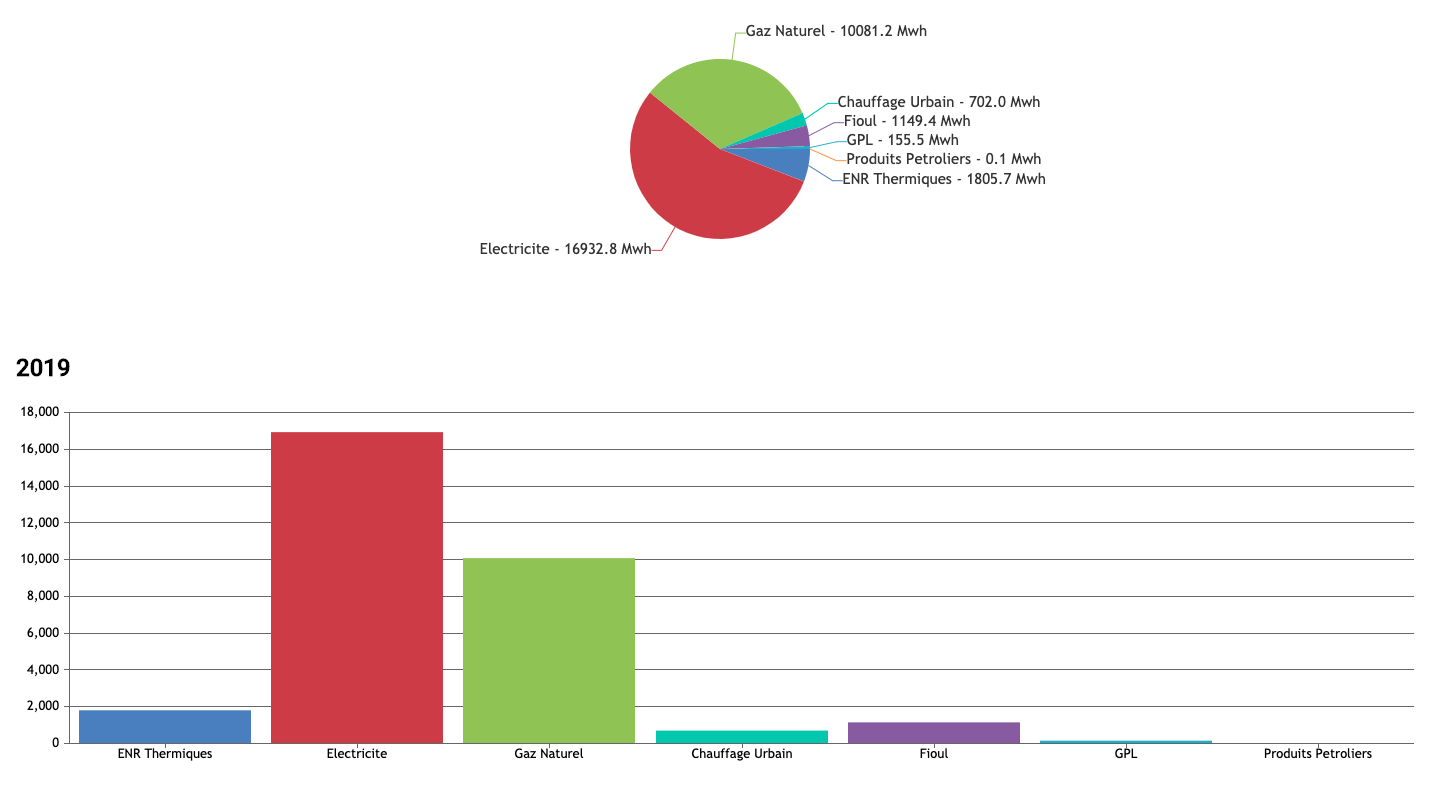 Gaz Naturel - 10081.2 Mwh
Chauffage Urbain - 702.0 Mwh
Fioul - 1149.4 Mwh
GPL - 155.5 Mwh
Produits Petroliers - 0.1 Mwh
ENR Thermiques - 1805.7 Mwh
Electricite - 16932.8 Mwh
2019
18,000
16,000
14,000
12,000
10,000
8,000
6,000
4,000
2,000
0
ENR Thermiques Electricite Gaz Naturel Chauffage Urbain Fioul GPL Produits Petroliers